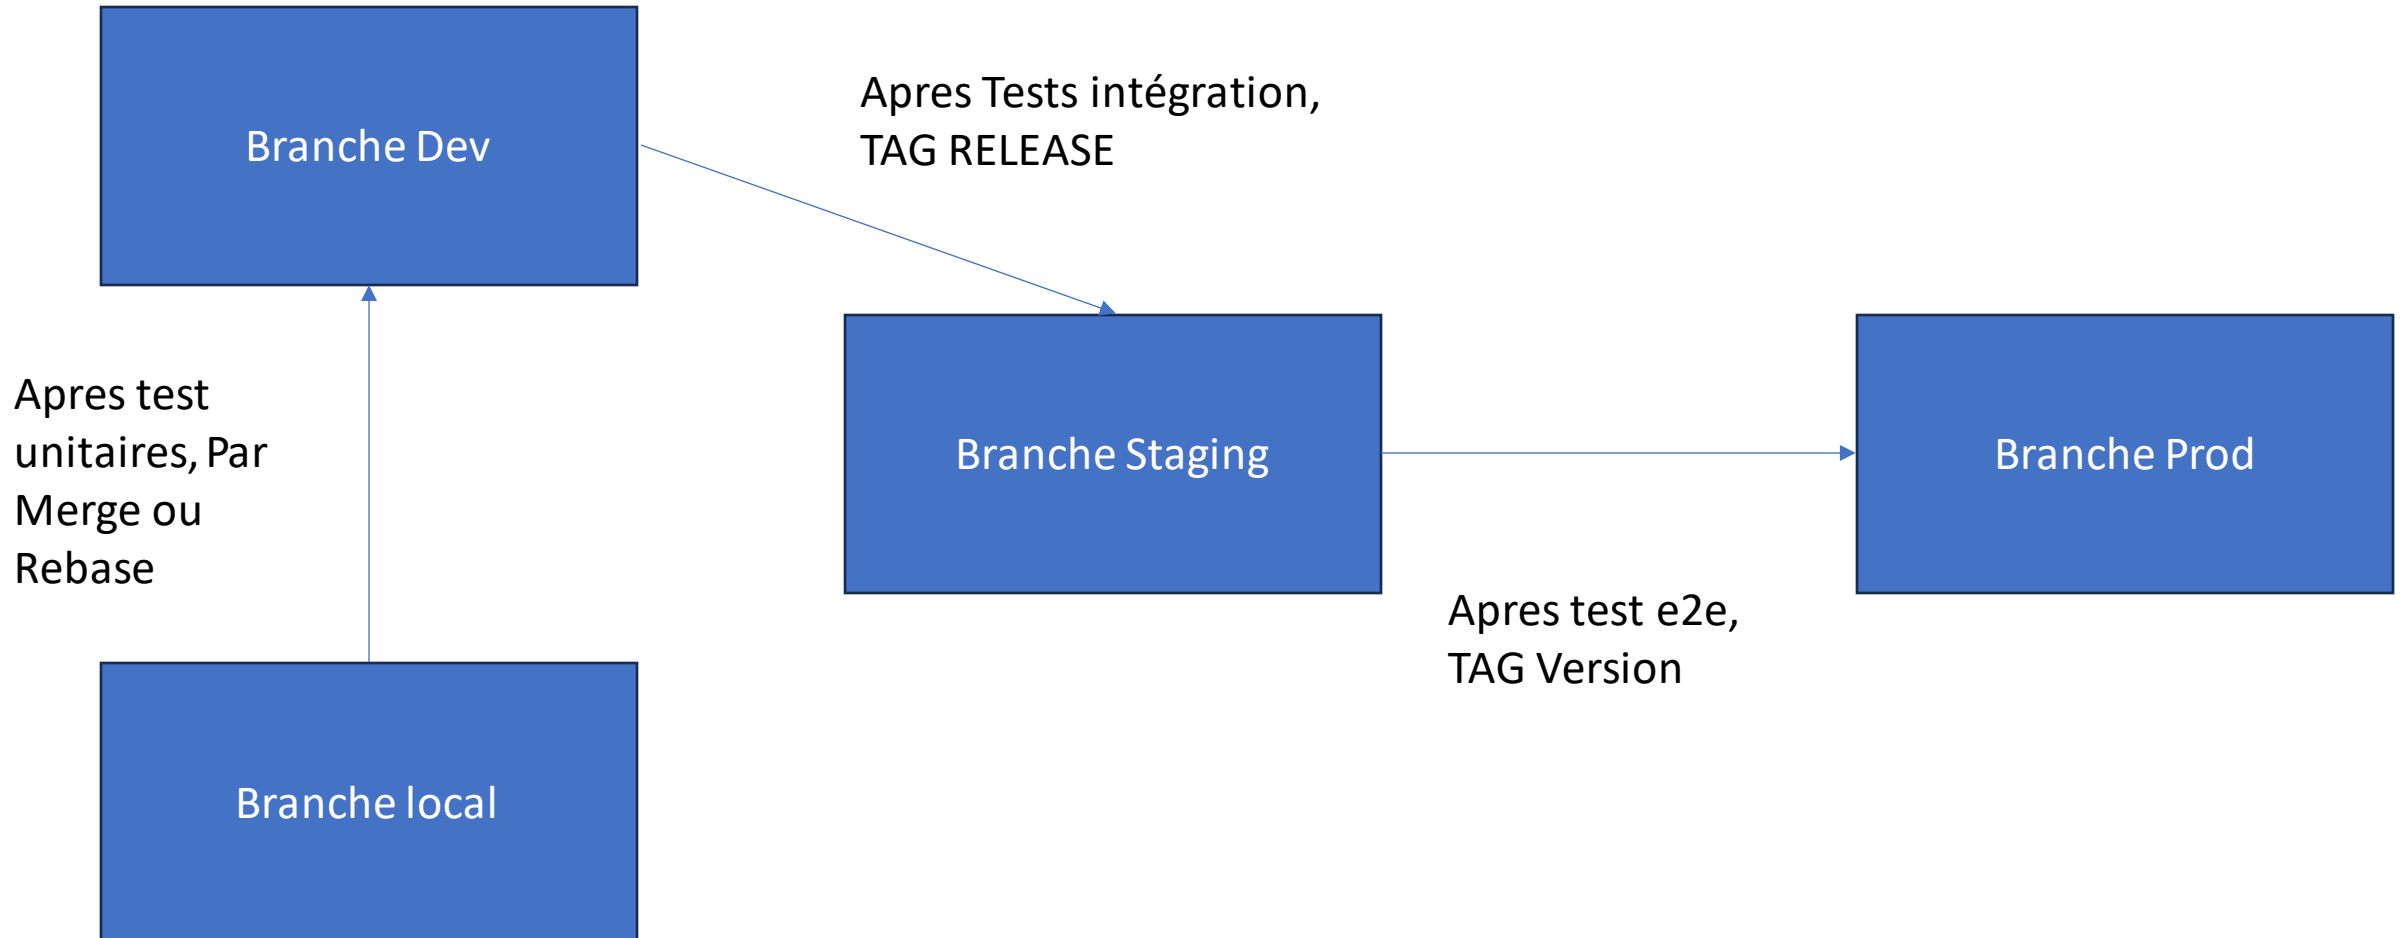 Branche Dev
Apres Tests intégration,
TAG RELEASE
Apres test
unitaires, Par
Merge ou
Rebase
Branche Staging
Branche Prod
Apres test e2e,
TAG Version
Branche local